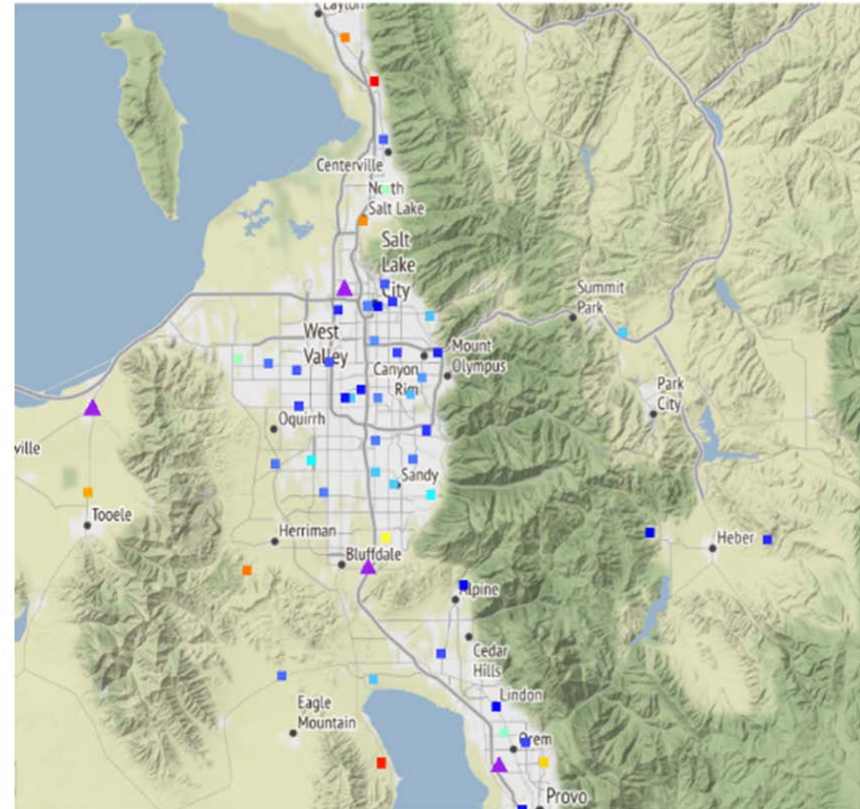 Layton
Centerville
North
Salt Lake
Salt
Lake
City
Summit
Park
West
Valley
Mount
Olympus
Canyon
Rim
Park
City
Oquirrh
ville
Sandy
Tooele
Herriman
Heber
Bluffdale
Alpine
Cedar
Hills
Lindon
Eagle
Mountain
Orem
Provo